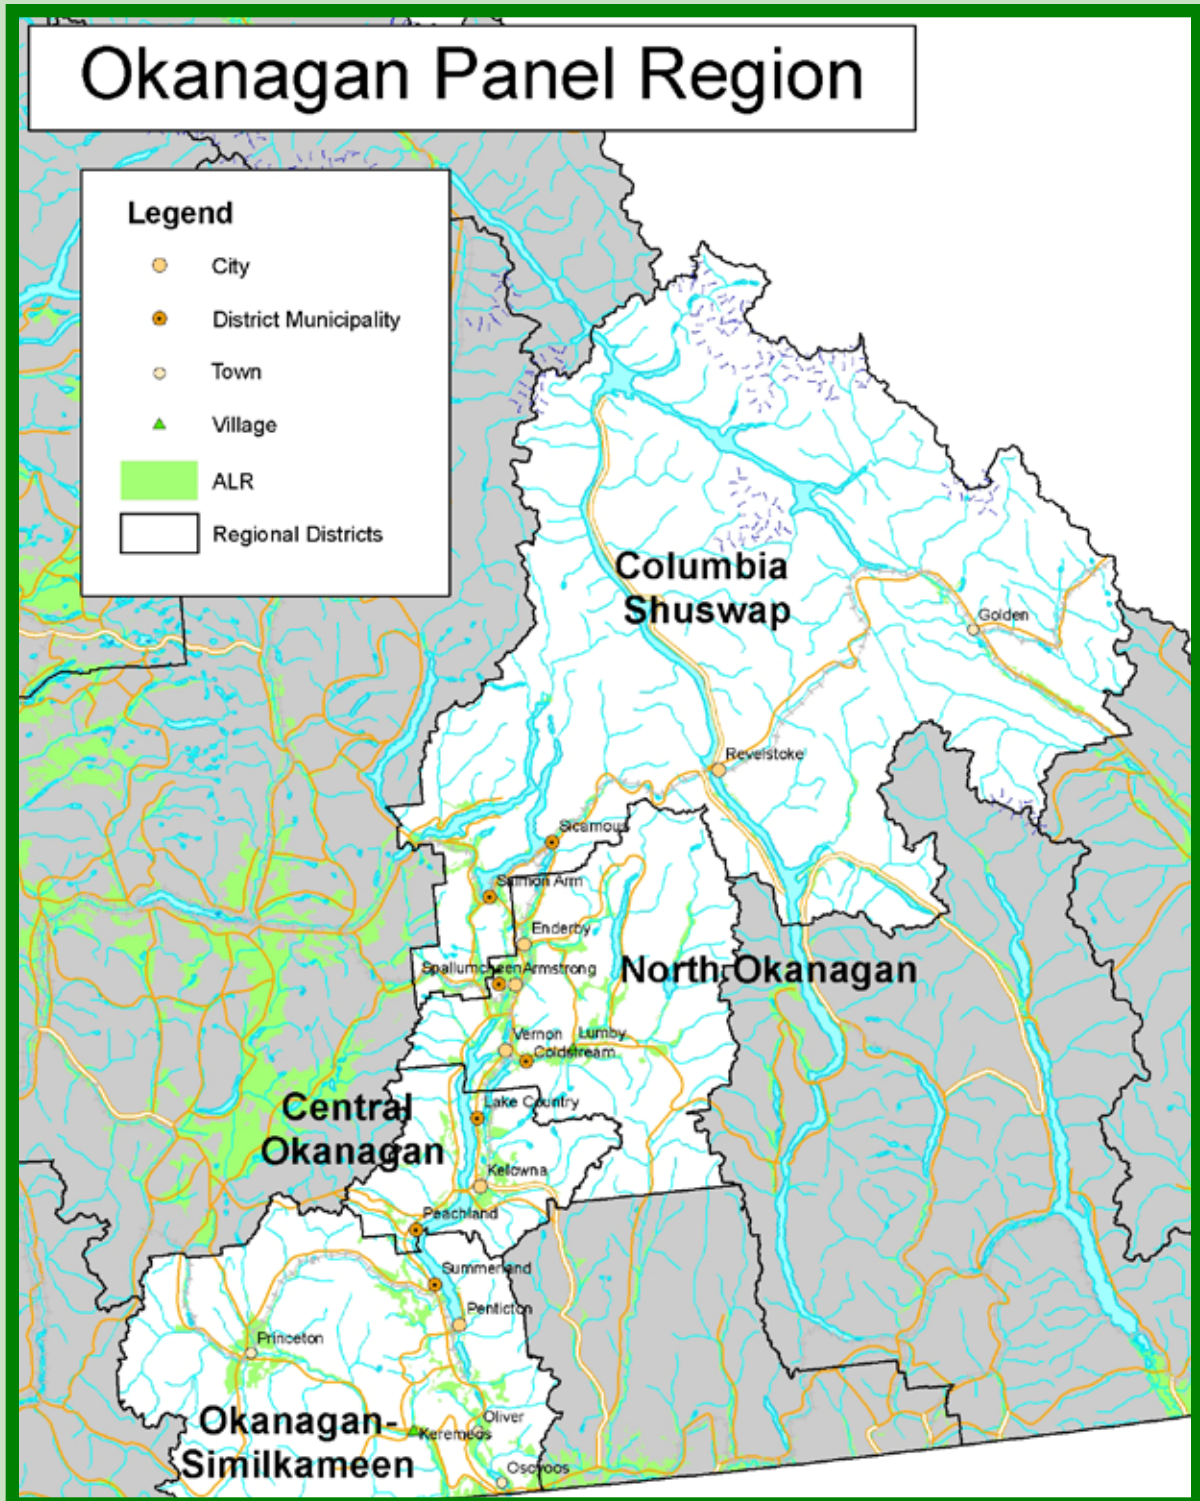 Okanagan Panel Region
Legend
City
District Municipality
Town
Village
ALR
Regional Districts
Columbia
Shuswap
Golden
Revelstoke
Sicamous
Salmon Arm
Enderby
Spallumcheen
Armstrong
North Okanagan
Vernon
Lumby
Coldstream
Lake Country
Central
Okanagan
Kelowna
Peachland
Summerland
Penticton
Princeton
Okanagan-
Similkameen
Oliver
Keremeos
Osoyoos